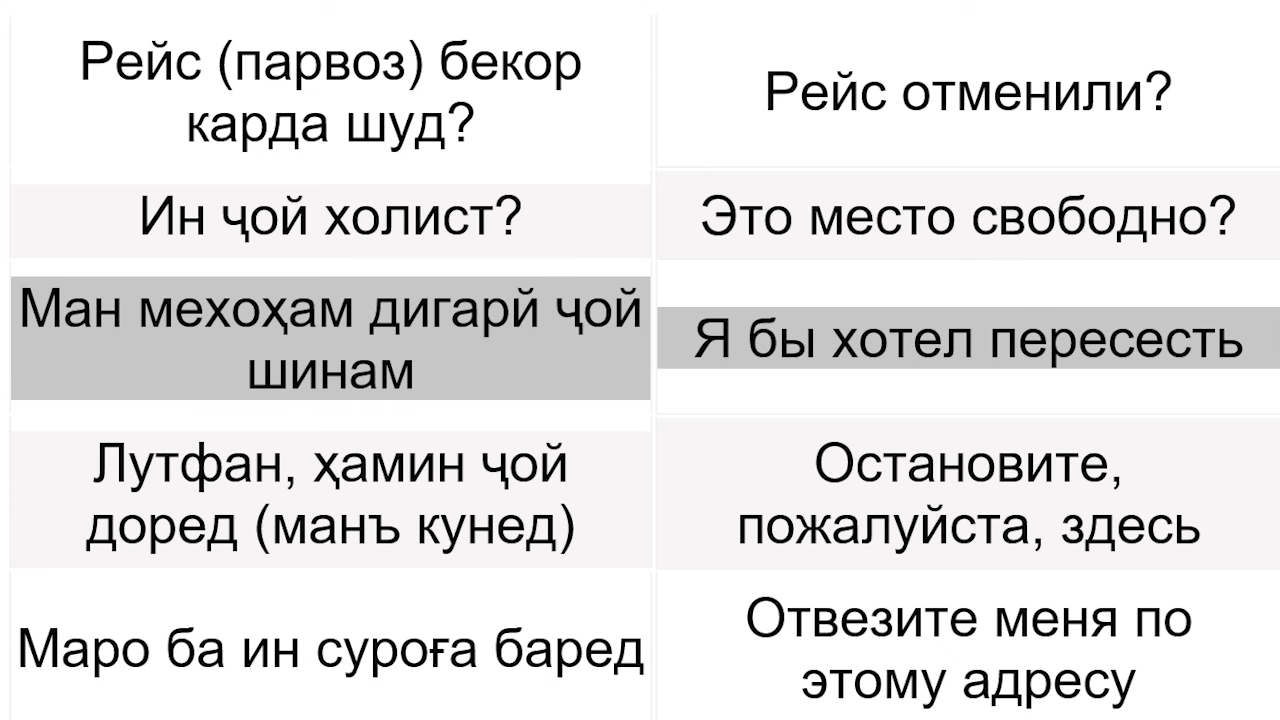 Рейс (парвоз) бекор
карда шуд?
Рейс отменили?
Ин ҷой холист?
Это место свободно?
Ман мехоҳам дигарй ҷой
шинам
Я бы хотел пересесть
Лутфан, ҳамин ҷой
доред (манъ кунед)
Остановите,
пожалуйста, здесь
Маро ба ин суроға баред
Отвезите меня по
этому адресу